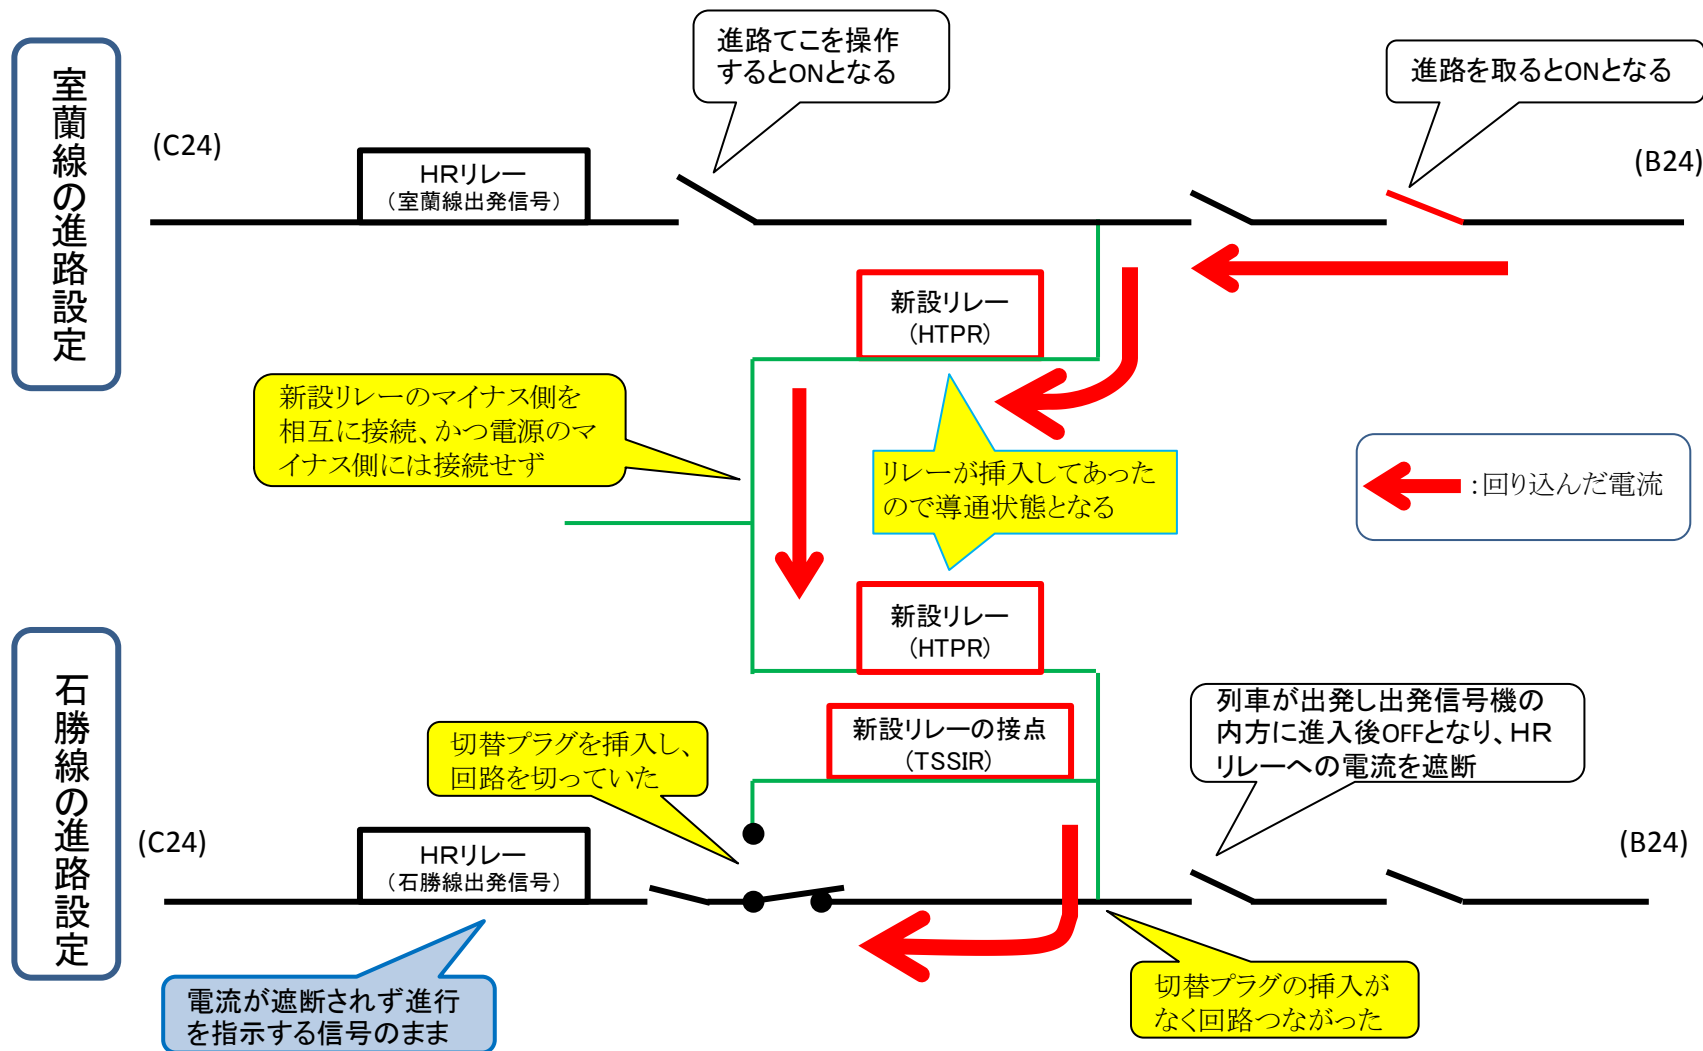 室蘭線の進路設定
(C24)
HRリレー
（室蘭線出発信号）
進路てこを操作
するとONとなる
進路を取るとONとなる
(B24)
新設リレー
(HTPR)
新設リレーのマイナス側を
相互に接続、かつ電源のマ
イナス側には接続せず
リレーが挿入してあった
ので導通状態となる
：回り込んだ電流
新設リレー
(HTPR)
石勝線の進路設定
新設リレーの接点
(TSSIR)
切替プラグを挿入し、
回路を切っていた
列車が出発し出発信号機の
内方に進入後OFFとなり、HR
リレーへの電流を遮断
(C24)
HRリレー
（石勝線出発信号）
(B24)
電流が遮断されず進行
を指示する信号のまま
切替プラグの挿入が
なく回路つながった